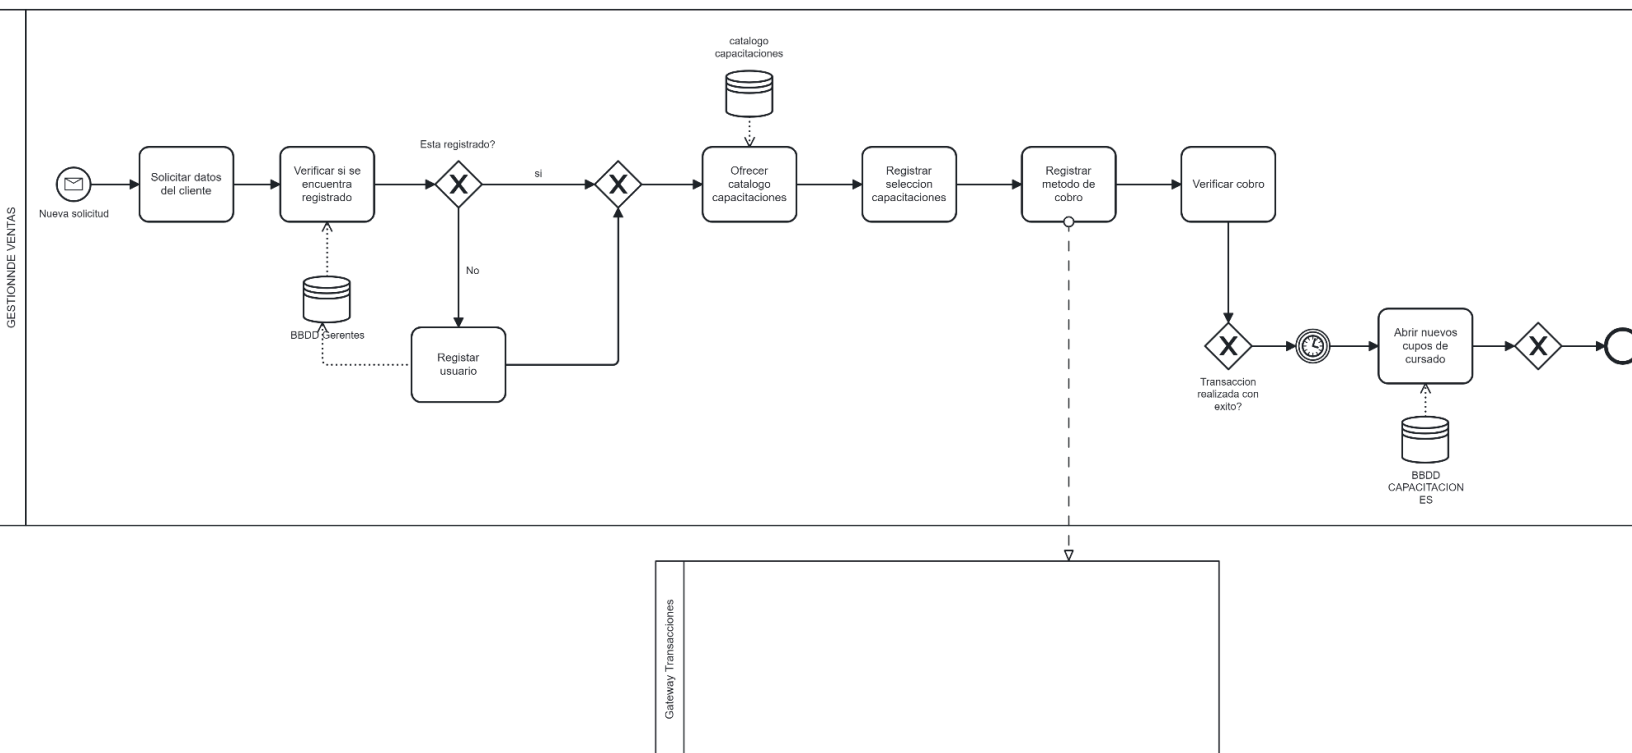 GESTIONNDE VENTAS
Nueva solicitud
Solicitar datos
del cliente
Verificar si se
encuentra
registrado
BBDD Gerentes
Esta registrado?
si
No
Registar
usuario
catalogo
capacitaciones
Ofrecer
catalogo
capacitaciones
Registrar
seleccion
capacitaciones
Registrar
metodo de
cobro
Verificar cobro
Transaccion
realizada con
exito?
Abrir nuevos
cupos de
cursado
BBDD
CAPACITACION
ES
Gateway Transacciones